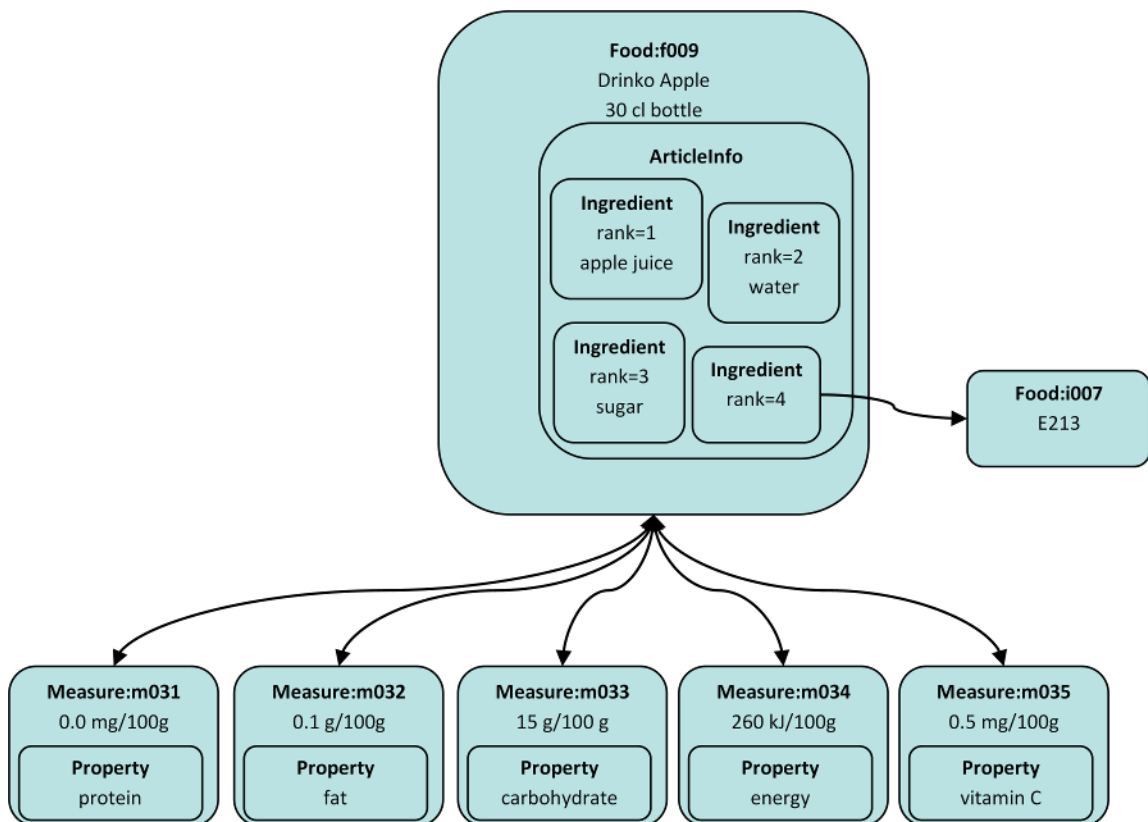 Food:f009
Drinko Apple
30 cl bottle
ArticleInfo
Ingredient
rank=1
apple juice
Ingredient
rank=2
water
Ingredient
rank=3
sugar
Ingredient
rank=4
Food:i007
E213
Measure:m031
0.0 mg/100g
Property
protein
Measure:m032
0.1 g/100g
Property
fat
Measure:m033
15 g/100 g
Property
carbohydrate
Measure:m034
260 kJ/100g
Property
energy
Measure:m035
0.5 mg/100g
Property
vitamin C